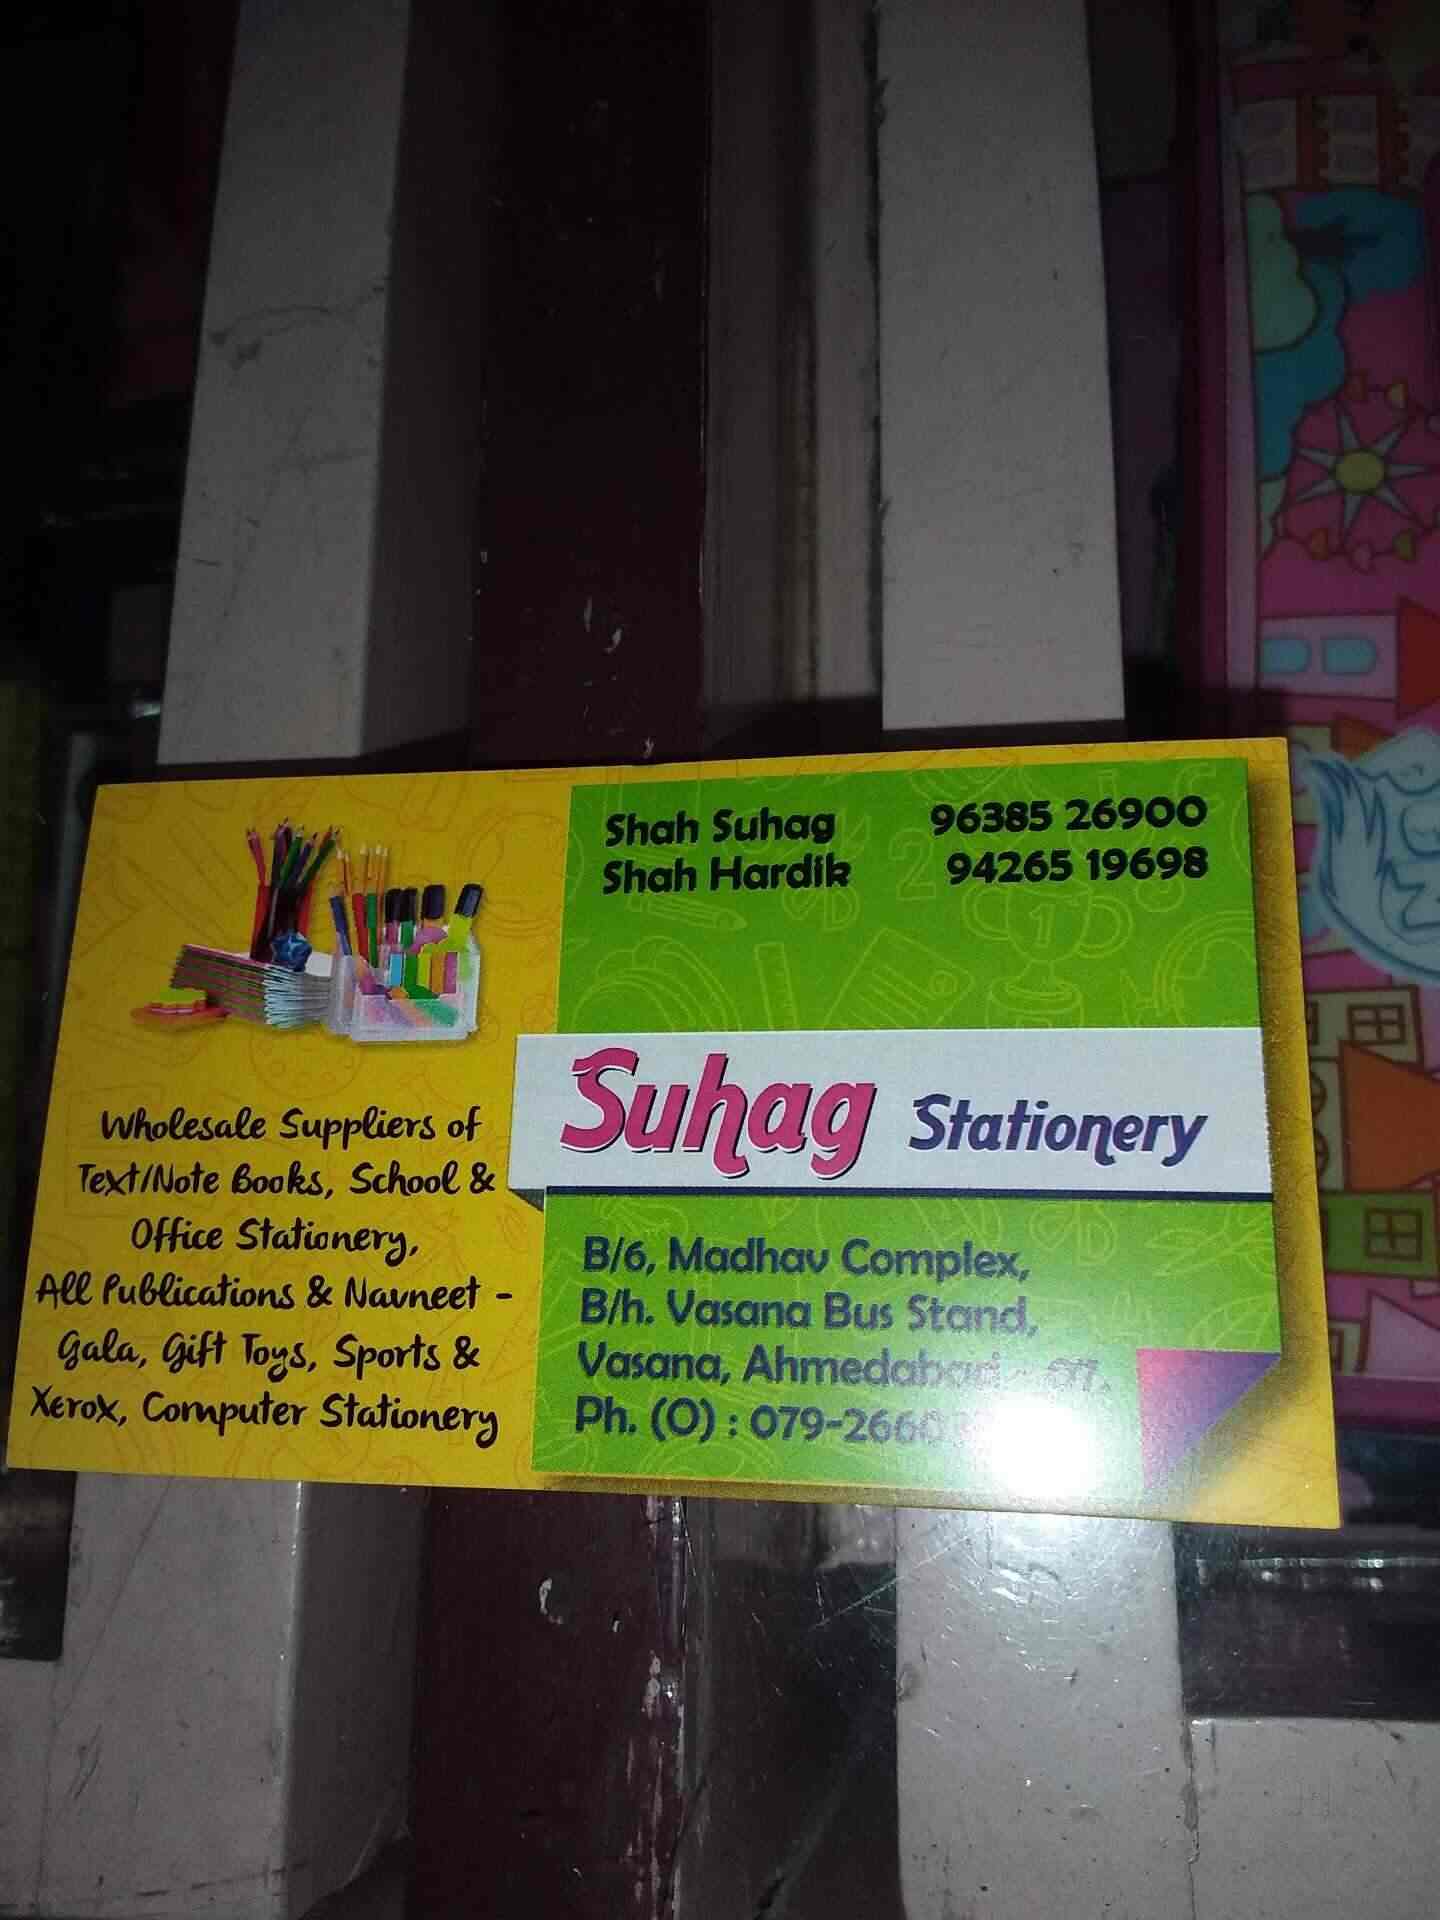 Shah Suhag 96385 26900
Shah Hardik 94265 19698
Suhag Stationery
B/6, Madhav Complex,
B/h. Vasana Bus Stand,
Vasana, Ahmedabad
Ph. (O) : 079-2660
Wholesale Suppliers of
Text/Note Books, School &
Office Stationery,
All Publications & Navneet -
Gala, Gift Toys, Sports &
Xerox, Computer Stationery